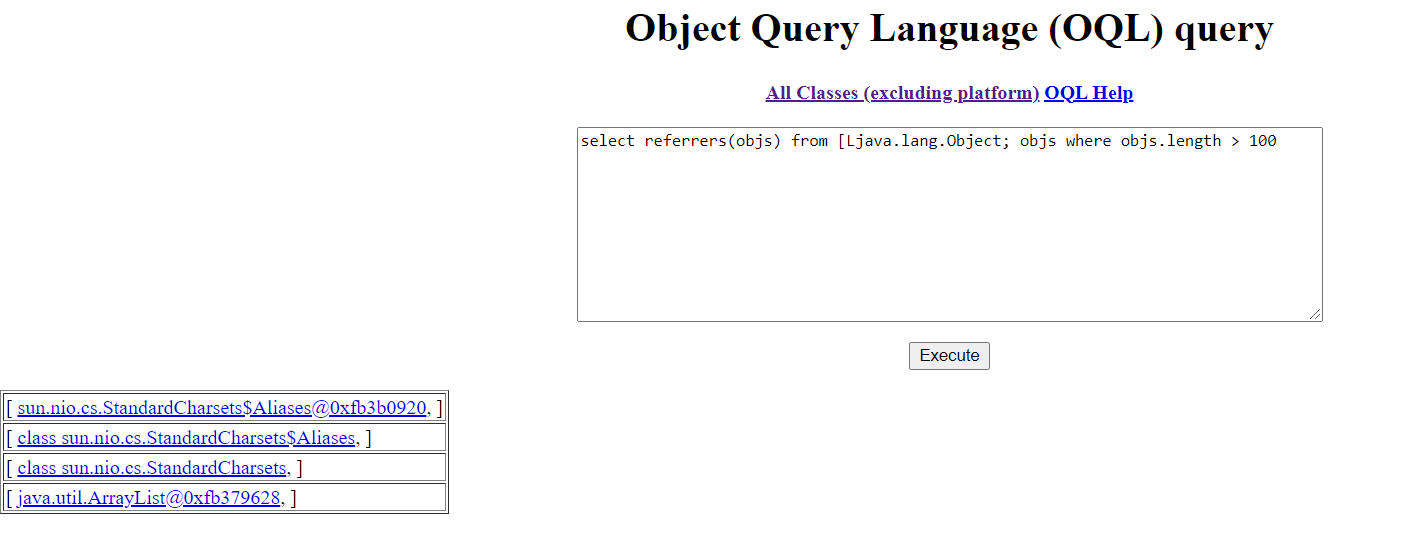 Object Query Language (OQL) query
All Classes (excluding platform) OQL Help
select referrers(objs) from [Ljava.lang.Object; objs where objs.length > 100
Execute
[ sun.nio.cs.StandardCharsets$Aliases@0xfb3b0920, ]
[ class sun.nio.cs.StandardCharsets$Aliases, ]
[ class sun.nio.cs.StandardCharsets, ]
[ java.util.ArrayList@0xfb379628, ]